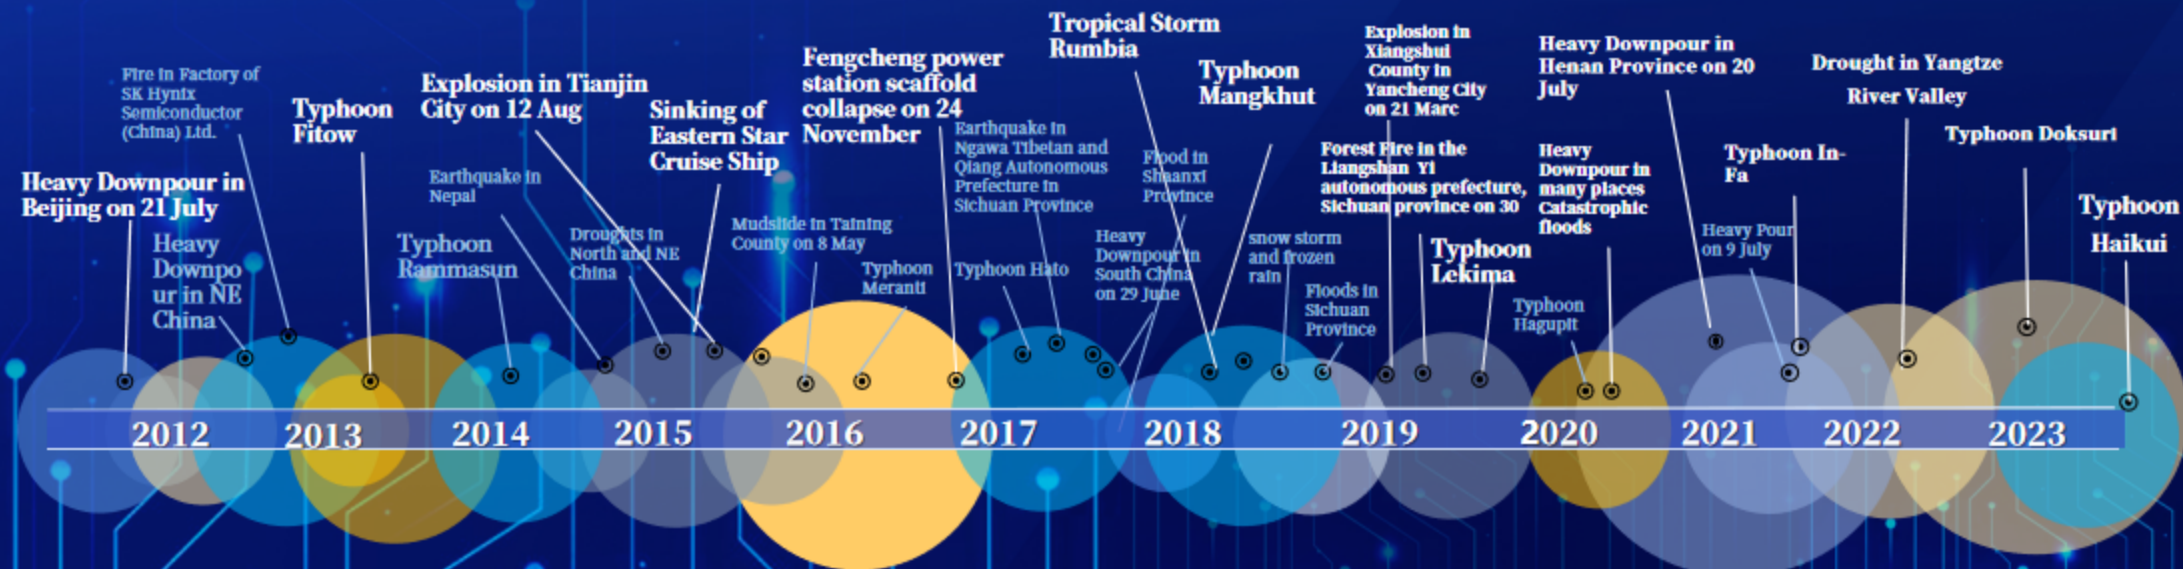 Heavy Downpour in
Beijing on 21 July
Fire in Factory of
SK Hynix
Semiconductor
(China) Ltd.
Heavy
Downpo
ur in NE
China
Typhoon
Fitow
Explosion in Tianjin
City on 12 Aug
Typhoon
Rammasun
Earthquake in
Nepal
Droughts in
North and NE
China
Sinking of
Eastern Star
Cruise Ship
Mudslide in Taining
County on 8 May
Fengcheng power
station scaffold
collapse on 24
November
Typhoon
Meranti
Earthquake in
Ngawa Tibetan and
Qiang Autonomous
Prefecture in
Sichuan Province
Typhoon Hato
Tropical Storm
Rumbia
Heavy
Downpour in
South China
on 29 June
Flood in
Shaanxi
Province
Typhoon
Mangkhut
snow storm
and frozen
rain
Floods in
Sichuan
Province
Explosion in
Xiangshui
County in
Yancheng City
on 21 Marc
Forest Fire in the
Liangshan Yi
autonomous prefecture,
Sichuan province on 30
Typhoon
Lekima
Heavy Downpour in
Henan Province on 20
July
Heavy
Downpour in
many places
Catastrophic
floods
Typhoon
Hagupit
Typhoon In-
Fa
Heavy Pour
on 9 July
Drought in Yangtze
River Valley
Typhoon Doksuri
Typhoon
Haikui
2012 2013 2014 2015 2016 2017 2018 2019 2020 2021 2022 2023